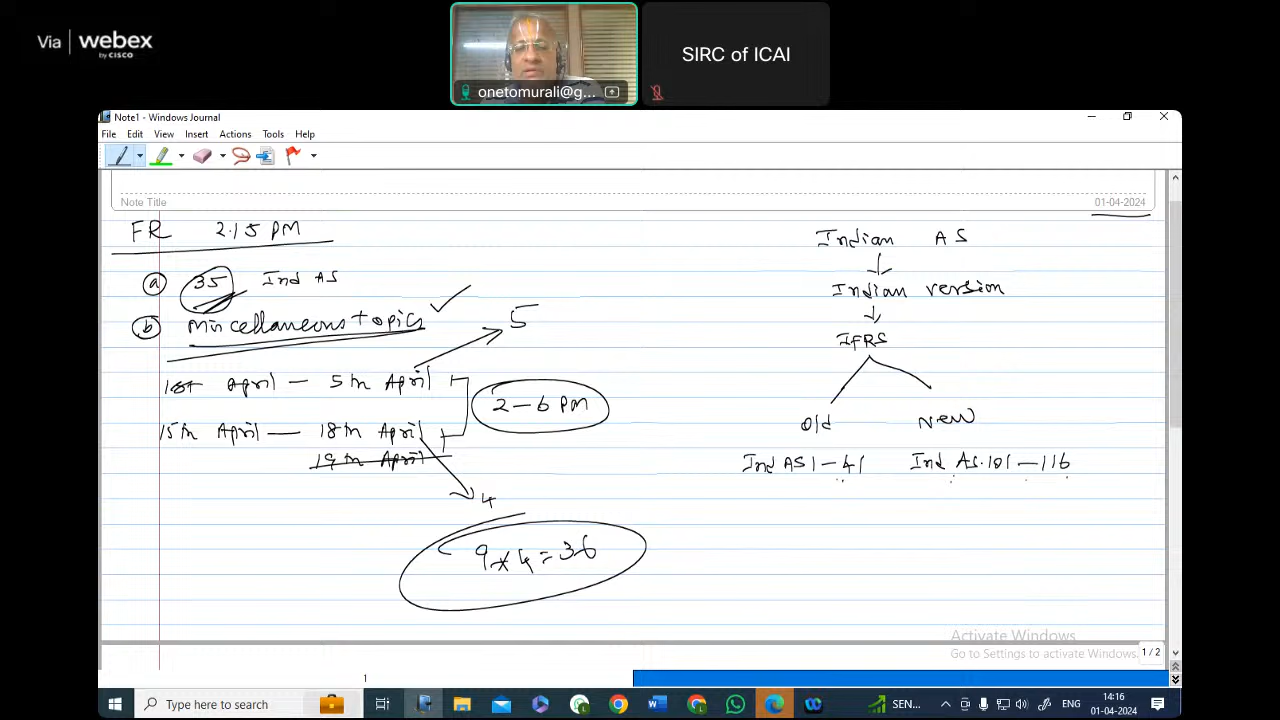 Via webex
by CISCO
onetomurali@g...
SIRC of ICAI
Note1 - Windows Journal
File Edit View Insert Actions Tools Help
Note Title
01-04-2024
FR 2.15 PM
a 35 Ind AS
b Miscellaneous topics
5
1st April — 5th April
2 — 6 PM
15th April — 18th April
19th April
4
9 * 4 = 36
Indian AS
Indian version
IFRS
Old New
Ind AS 1 — 41 Ind AS.101 — 116
Activate Windows
Go to Settings to activate Windows.
1 / 2
1
Type here to search
SEN...
ENG
14:16
01-04-2024